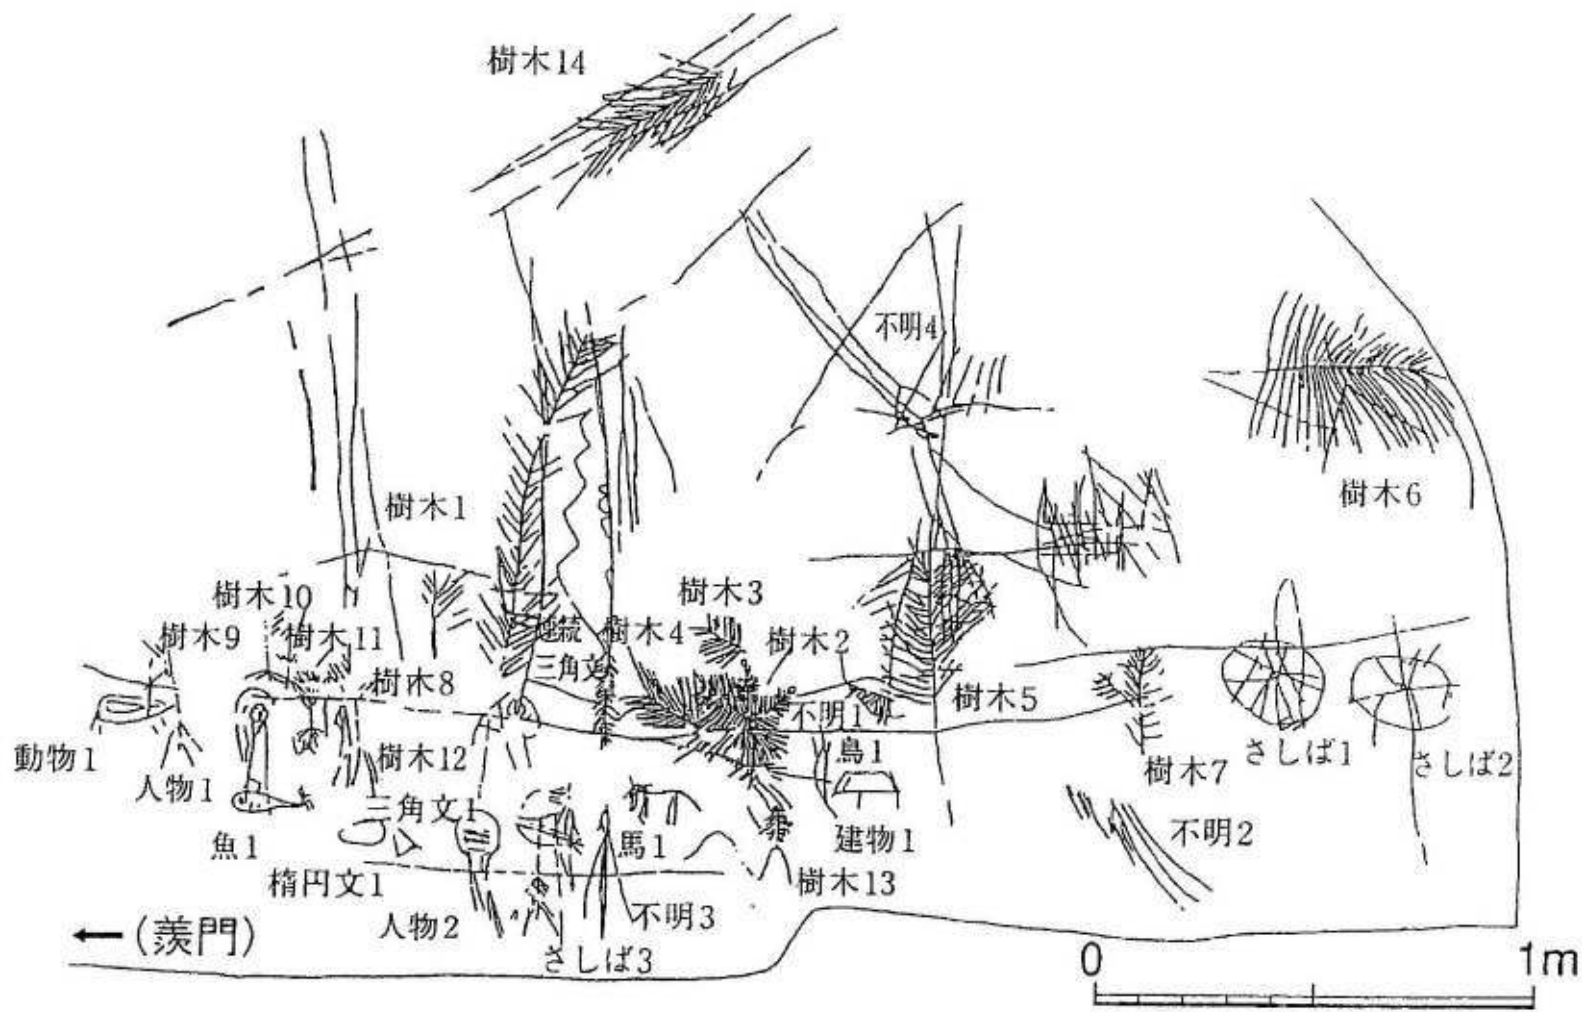 樹木14
不明4
樹木6
樹木1
樹木10
樹木3
樹木9
樹木11
連続
三角文
樹木4
樹木2
樹木8
樹木5
不明1
動物1
人物1
樹木12
鳥1
樹木7
さしば1
さしば2
魚1
三角文1
馬1
建物1
不明2
楕円文1
樹木13
人物2
不明3
さしば3
←(羨門)
0 1m